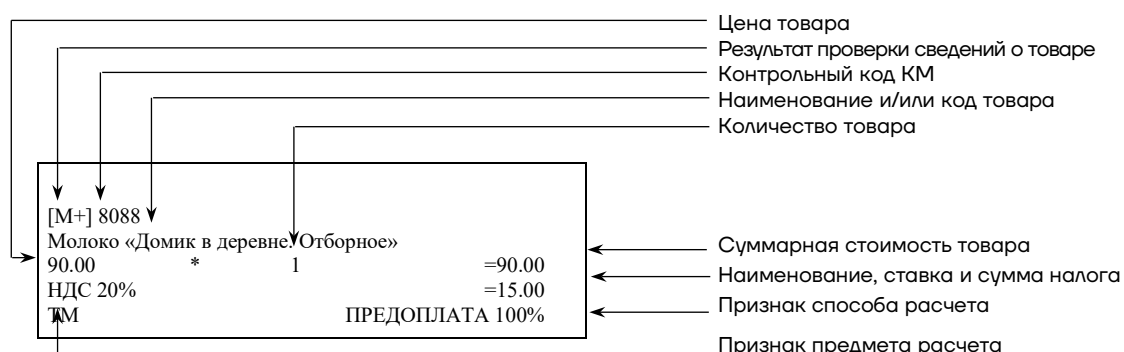 Цена товара
Результат проверки сведений о товаре
Контрольный код КМ
Наименование и/или код товара
Количество товара
[М+] 8088
Молоко «Домик в деревне. Отборное»
90.00 * 1 =90.00
НДС 20% =15.00
ТМ ПРЕДОПЛАТА 100%
Суммарная стоимость товара
Наименование, ставка и сумма налога
Признак способа расчета
Признак предмета расчета